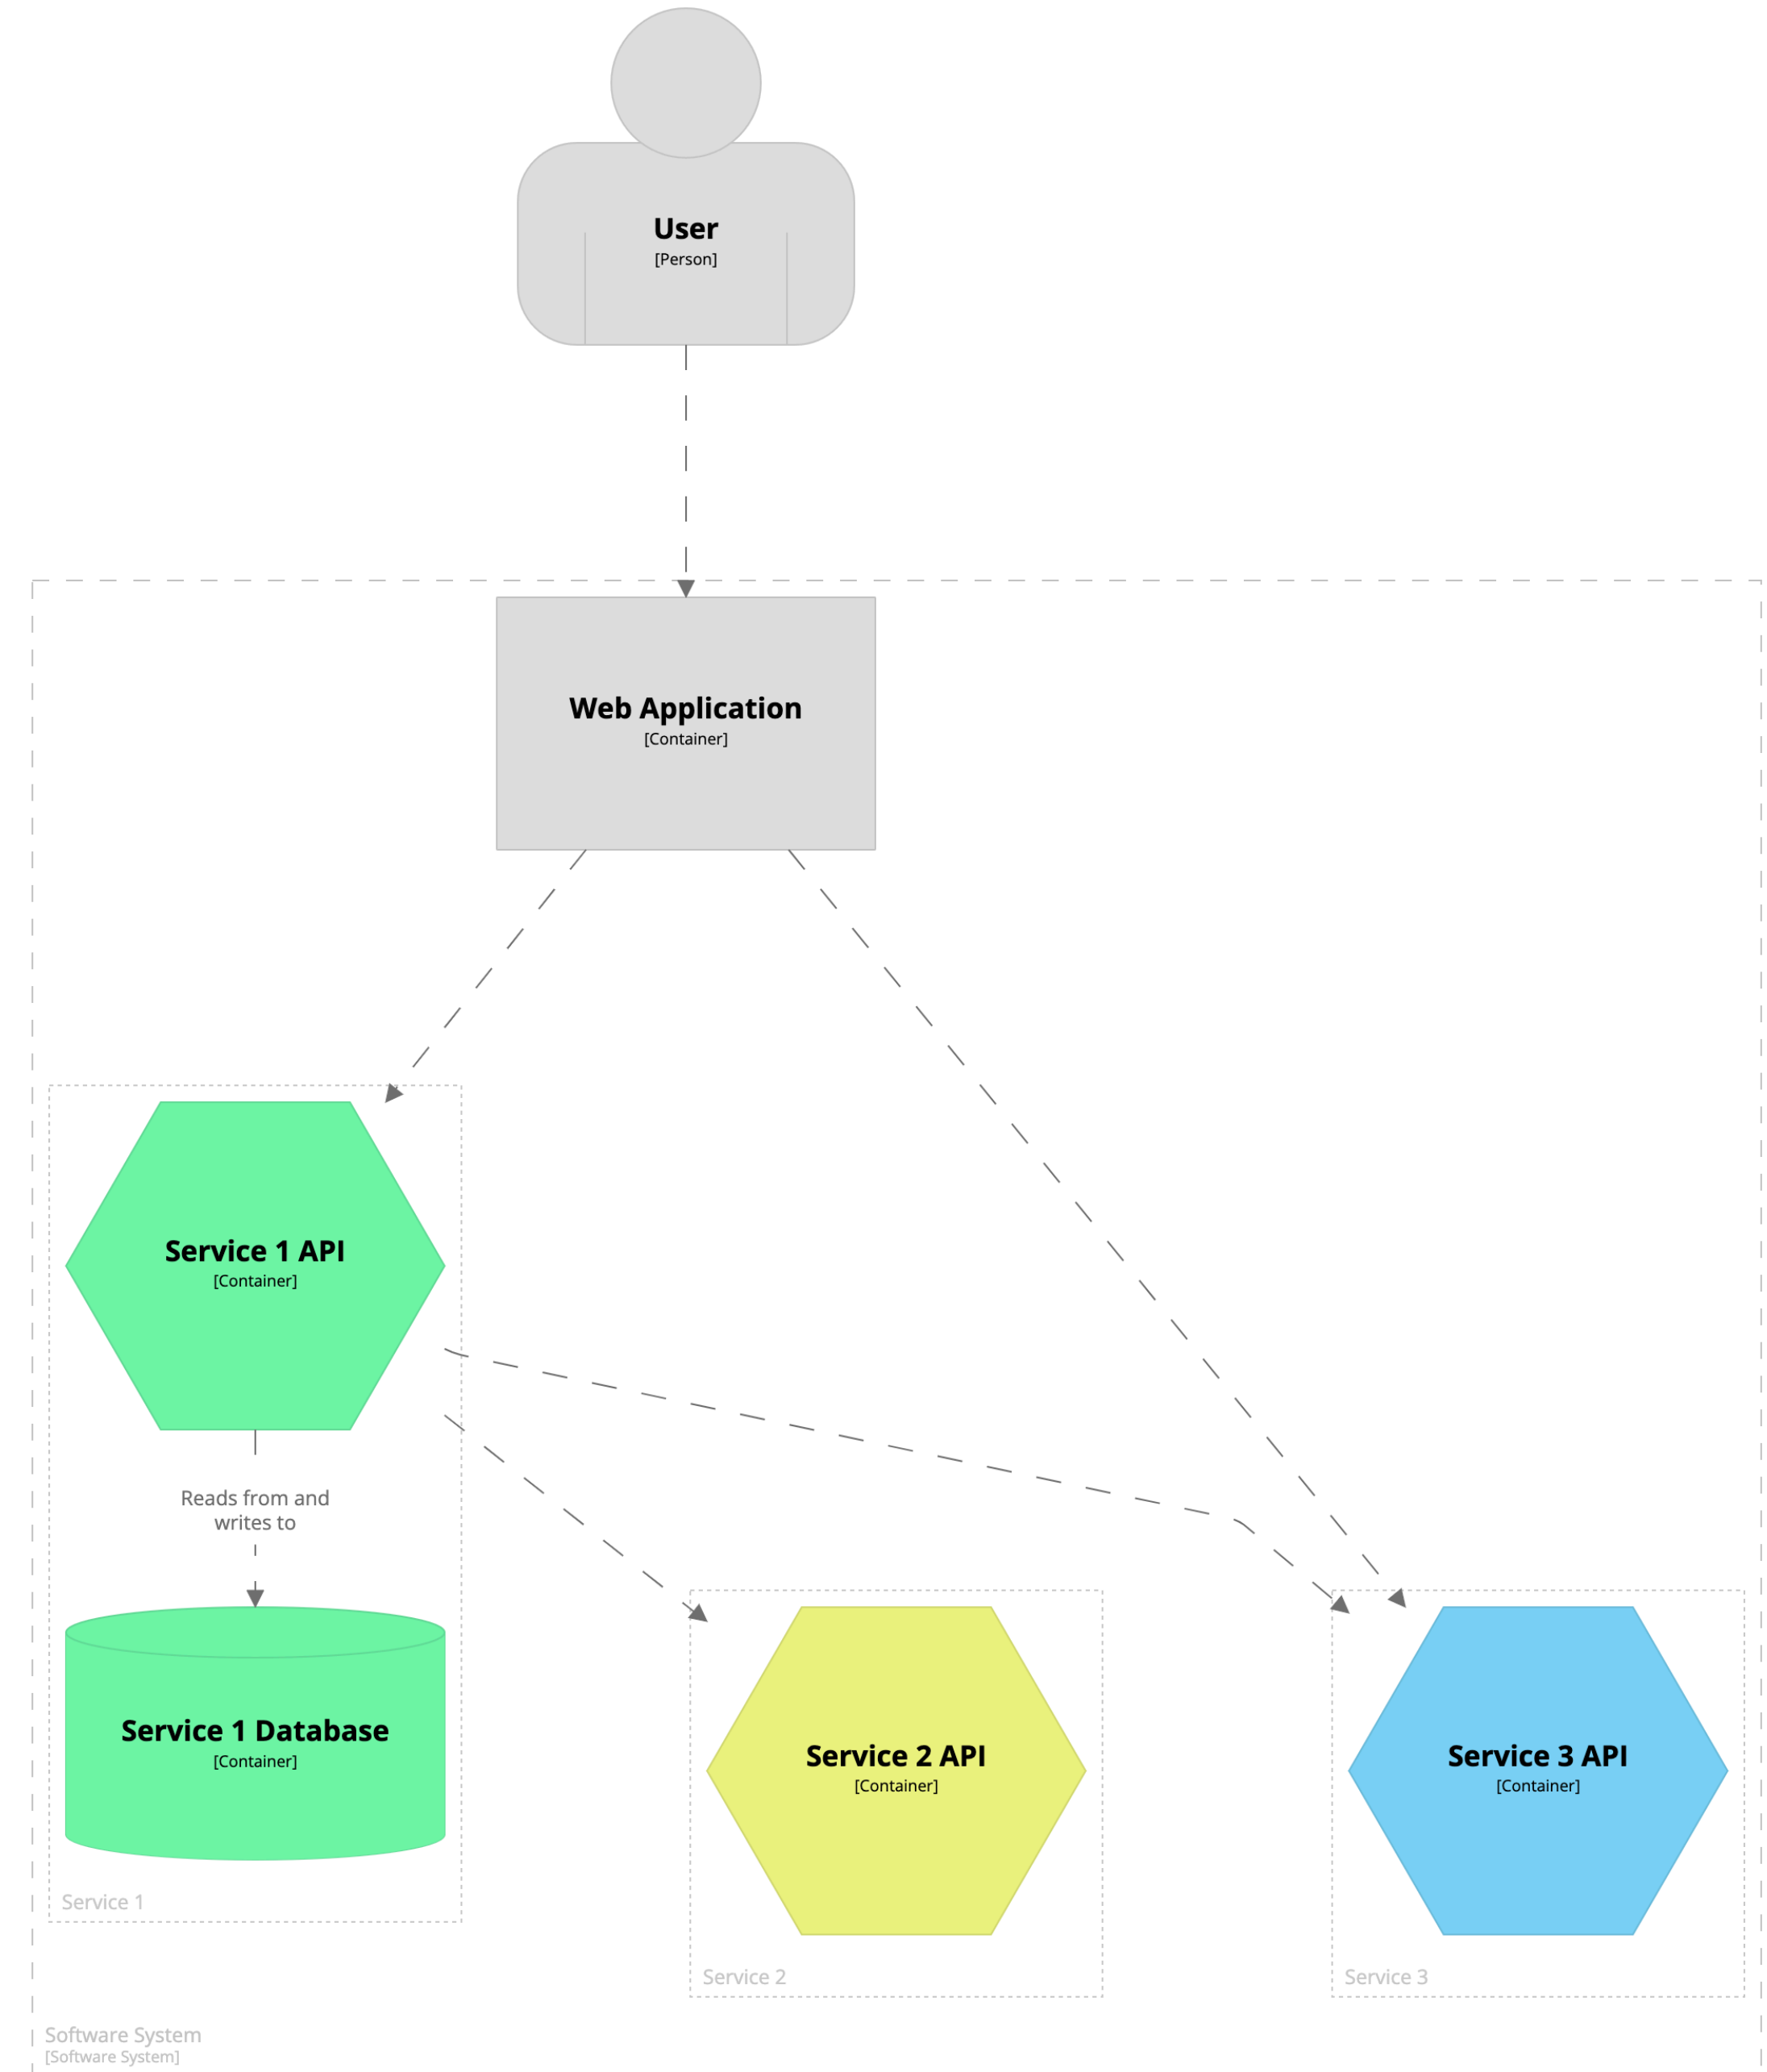 User
[Person]
Web Application
[Container]
Service 1 API
[Container]
Reads from and
writes to
Service 1 Database
[Container]
Service 1
Service 2 API
[Container]
Service 2
Service 3 API
[Container]
Service 3
Software System
[Software System]